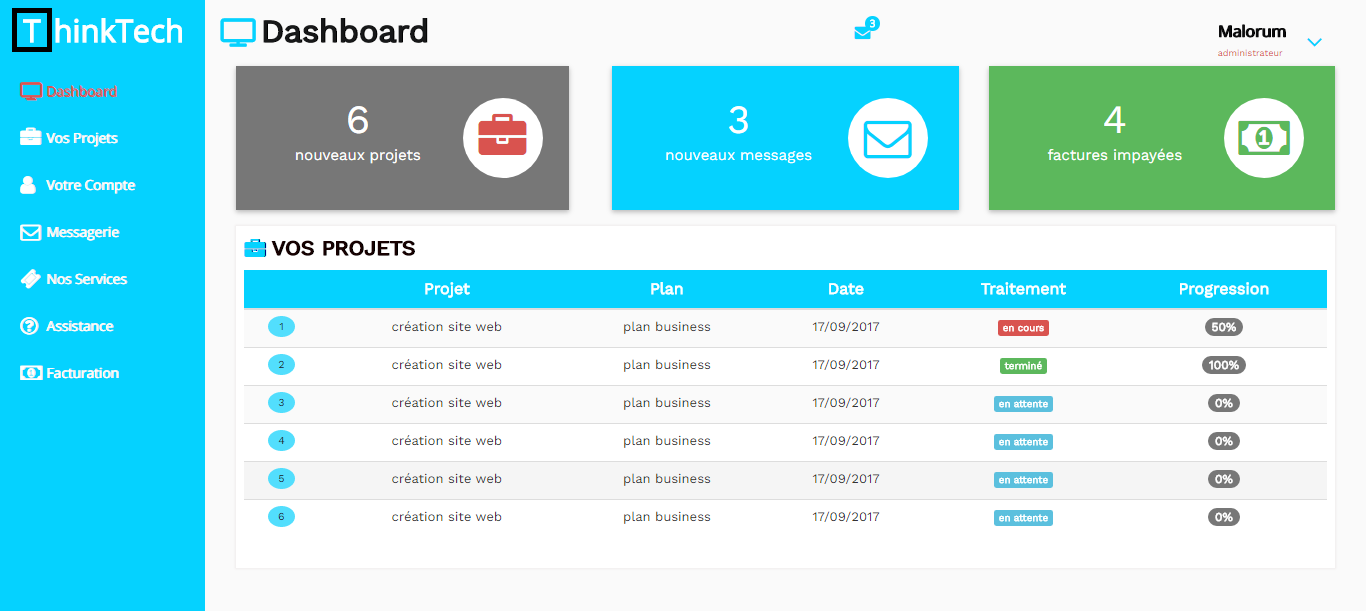 ThinkTech
Dashboard
3
Malorum
administrateur
Dashboard
Vos Projets
Votre Compte
Messagerie
Nos Services
Assistance
Facturation
6
nouveaux projets
3
nouveaux messages
4
factures impayées
1
VOS PROJETS
Projet Plan Date Traitement Progression
1 création site web plan business 17/09/2017 en cours 50%
2 création site web plan business 17/09/2017 terminé 100%
3 création site web plan business 17/09/2017 en attente 0%
4 création site web plan business 17/09/2017 en attente 0%
5 création site web plan business 17/09/2017 en attente 0%
6 création site web plan business 17/09/2017 en attente 0%